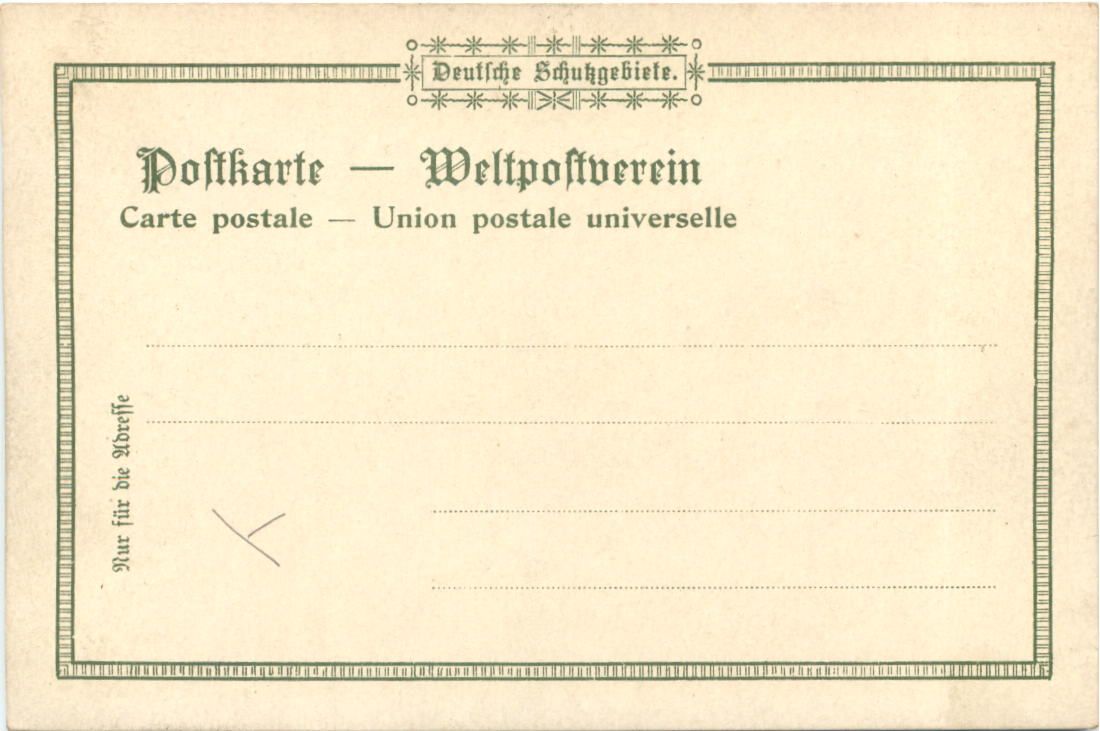 Deutsche Schutzgebiete.
Postkarte — Weltpostverein
Carte postale — Union postale universelle
Nur für die Adresse